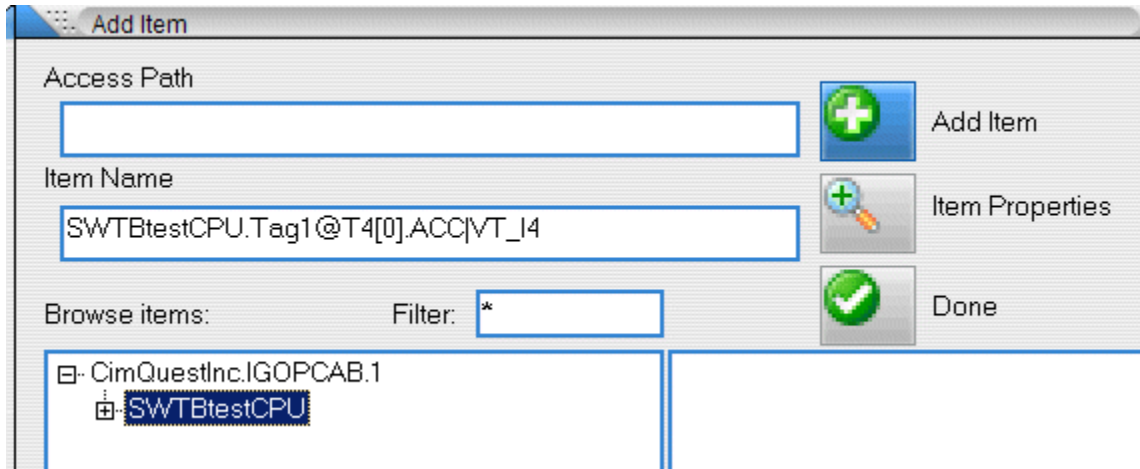 Add Item
Access Path
Add Item
Item Name
Item Properties
SWTBtestCPU.Tag1@T4[0].ACC|VT_I4
Browse items: Filter: *
Done
CimQuestInc.IGOPCAB.1
SWTBtestCPU